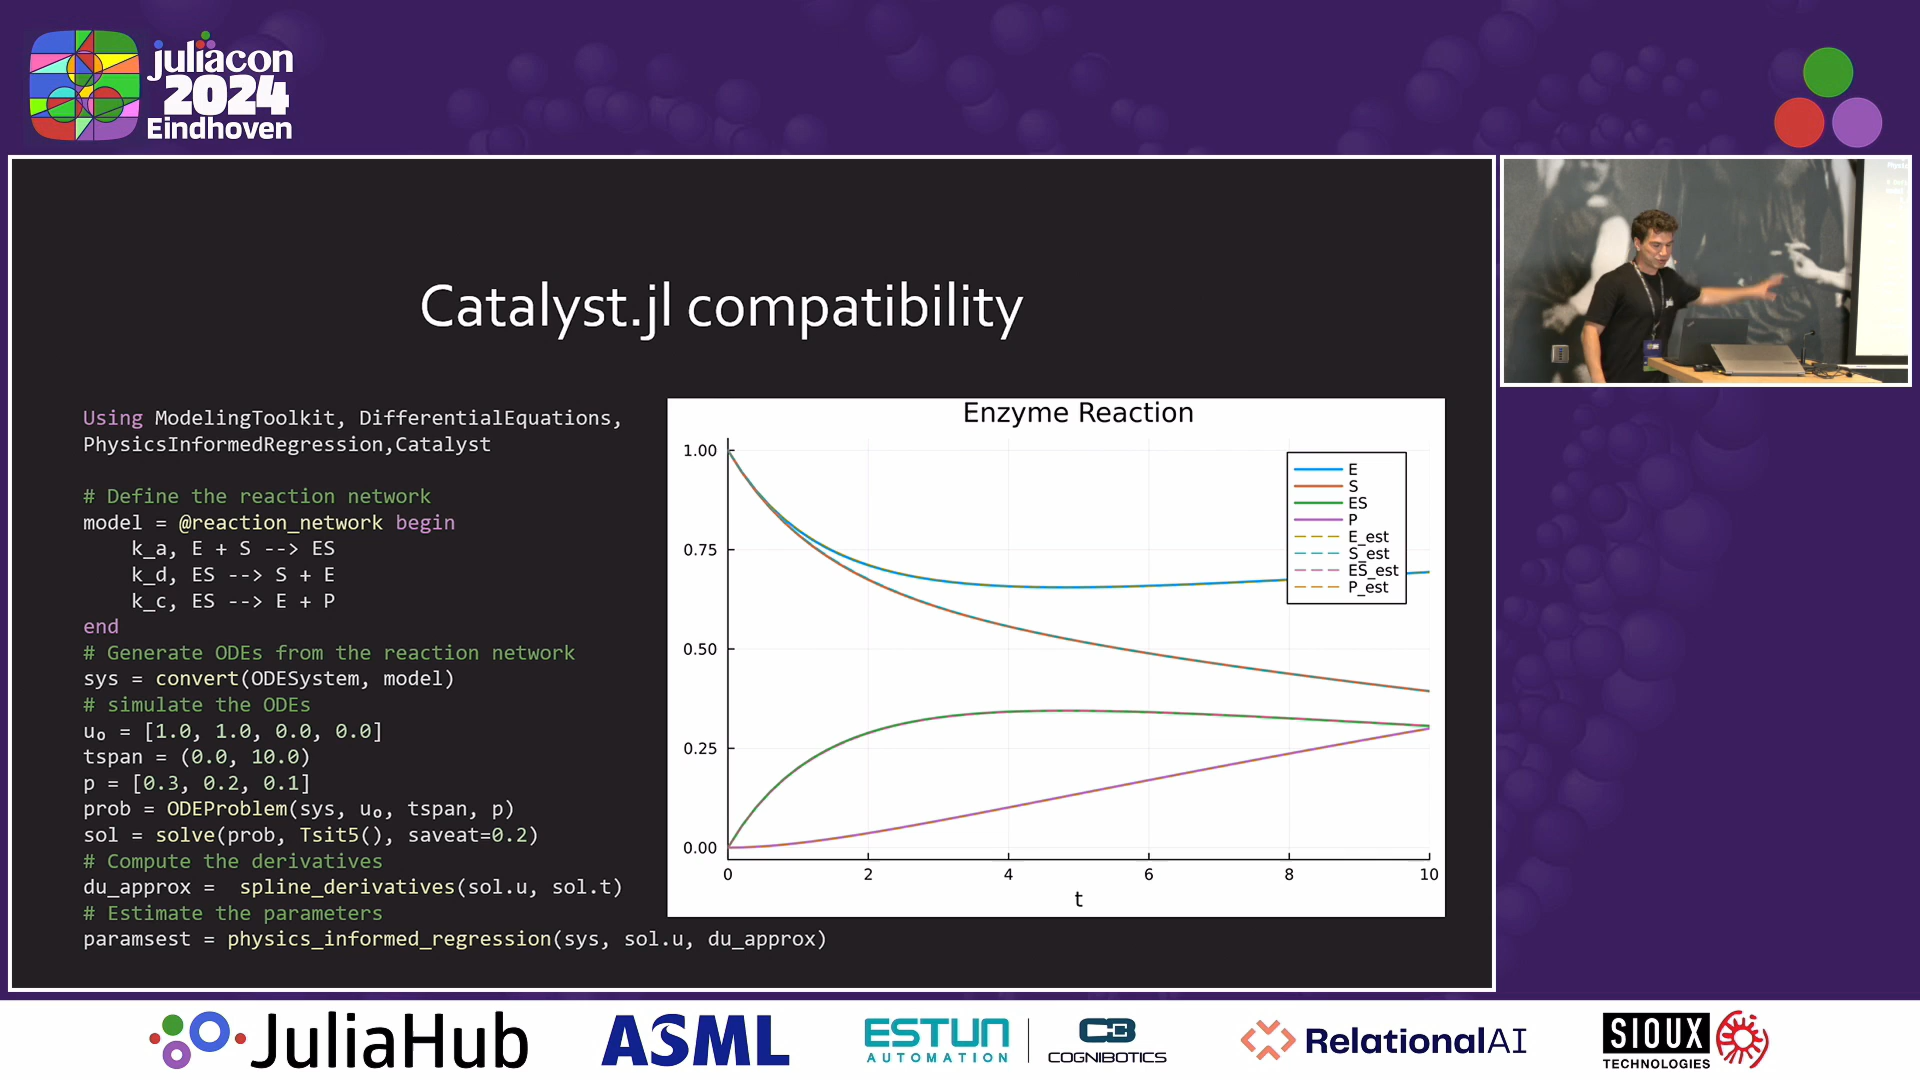 juliacon
2024
Eindhoven
Catalyst.jl compatibility
Using ModelingToolkit, DifferentialEquations,
PhysicsInformedRegression,Catalyst
# Define the reaction network
model = @reaction_network begin
k_a, E + S --> ES
k_d, ES --> S + E
k_c, ES --> E + P
end
# Generate ODEs from the reaction network
sys = convert(ODESystem, model)
# simulate the ODEs
u₀ = [1.0, 1.0, 0.0, 0.0]
tspan = (0.0, 10.0)
p = [0.3, 0.2, 0.1]
prob = ODEProblem(sys, u₀, tspan, p)
sol = solve(prob, Tsit5(), saveat=0.2)
# Compute the derivatives
du_approx = spline_derivatives(sol.u, sol.t)
# Estimate the parameters
paramsest = physics_informed_regression(sys, sol.u, du_approx)
Enzyme Reaction
1.00
0.75
0.50
0.25
0.00
0 2 4 6 8 10
t
E
S
ES
P
E_est
S_est
ES_est
P_est
JuliaHub
ASML
ESTUN
AUTOMATION
COGNIBOTICS
RelationalAI
SIOUX
TECHNOLOGIES